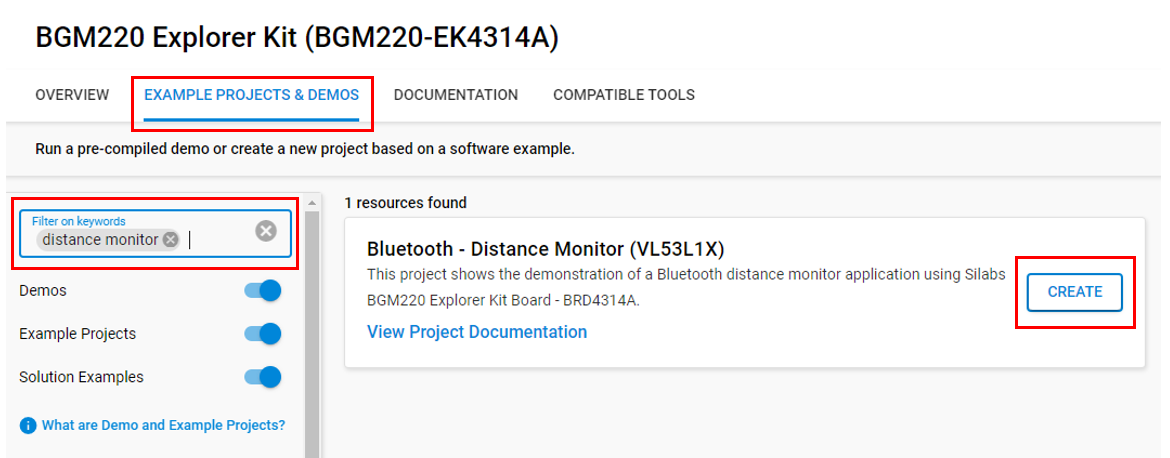 BGM220 Explorer Kit (BGM220-EK4314A)
OVERVIEW EXAMPLE PROJECTS & DEMOS DOCUMENTATION COMPATIBLE TOOLS
Run a pre-compiled demo or create a new project based on a software example.
Filter on keywords
distance monitor
Demos
Example Projects
Solution Examples
What are Demo and Example Projects?
1 resources found
Bluetooth - Distance Monitor (VL53L1X)
This project shows the demonstration of a Bluetooth distance monitor application using Silabs
BGM220 Explorer Kit Board - BRD4314A.
View Project Documentation
CREATE